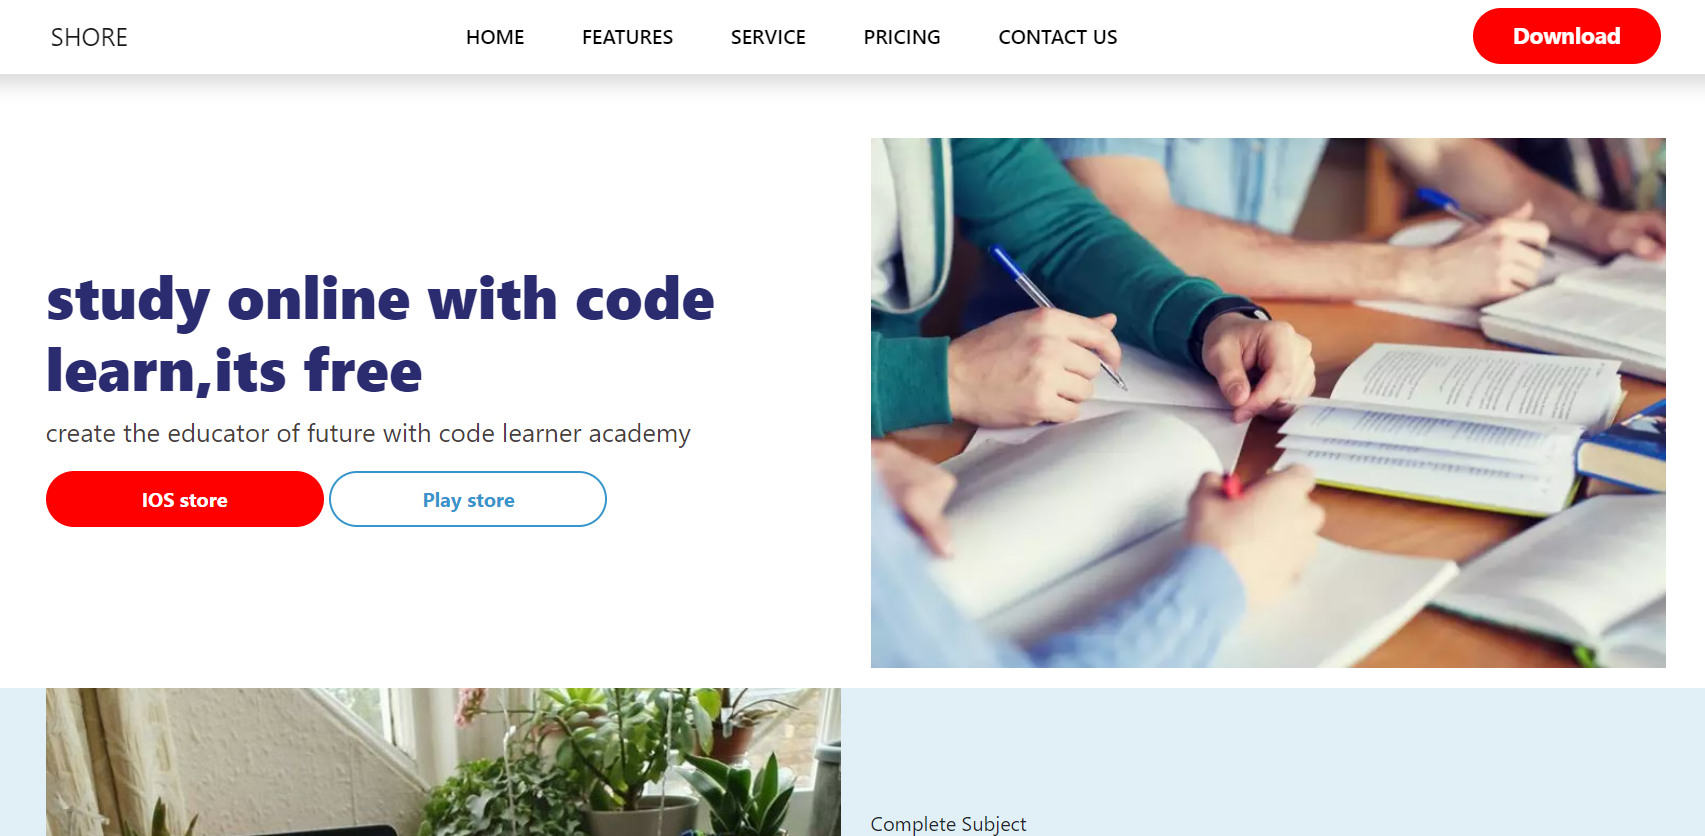 SHORE
HOME FEATURES SERVICE PRICING CONTACT US
Download
study online with code
learn,its free
create the educator of future with code learner academy
IOS store Play store
Complete Subject